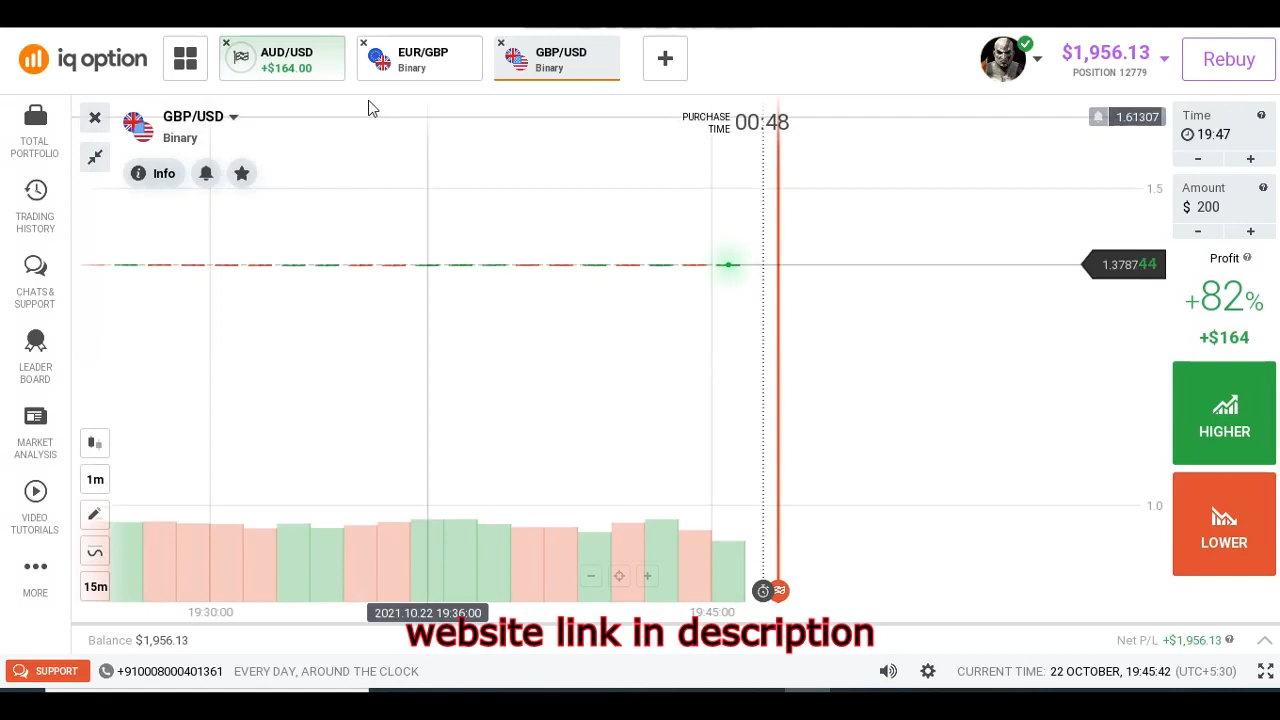 iq option
AUD/USD
+$164.00
EUR/GBP
Binary
GBP/USD
Binary
$1,956.13
POSITION 12779
Rebuy
TOTAL
PORTFOLIO
TRADING
HISTORY
CHATS &
SUPPORT
LEADER
BOARD
MARKET
ANALYSIS
VIDEO
TUTORIALS
MORE
GBP/USD
Binary
Info
PURCHASE
TIME
00:48
1.61307
1.5
1.378744
1.0
1m
15m
19:30:00
2021.10.22 19:36:00
19:45:00
Time
19:47
- +
Amount
$ 200
- +
Profit
+82%
+$164
HIGHER
LOWER
website link in description
Balance $1,956.13
Net P/L +$1,956.13
SUPPORT
+910008000401361
EVERY DAY, AROUND THE CLOCK
CURRENT TIME: 22 OCTOBER, 19:45:42 (UTC+5:30)